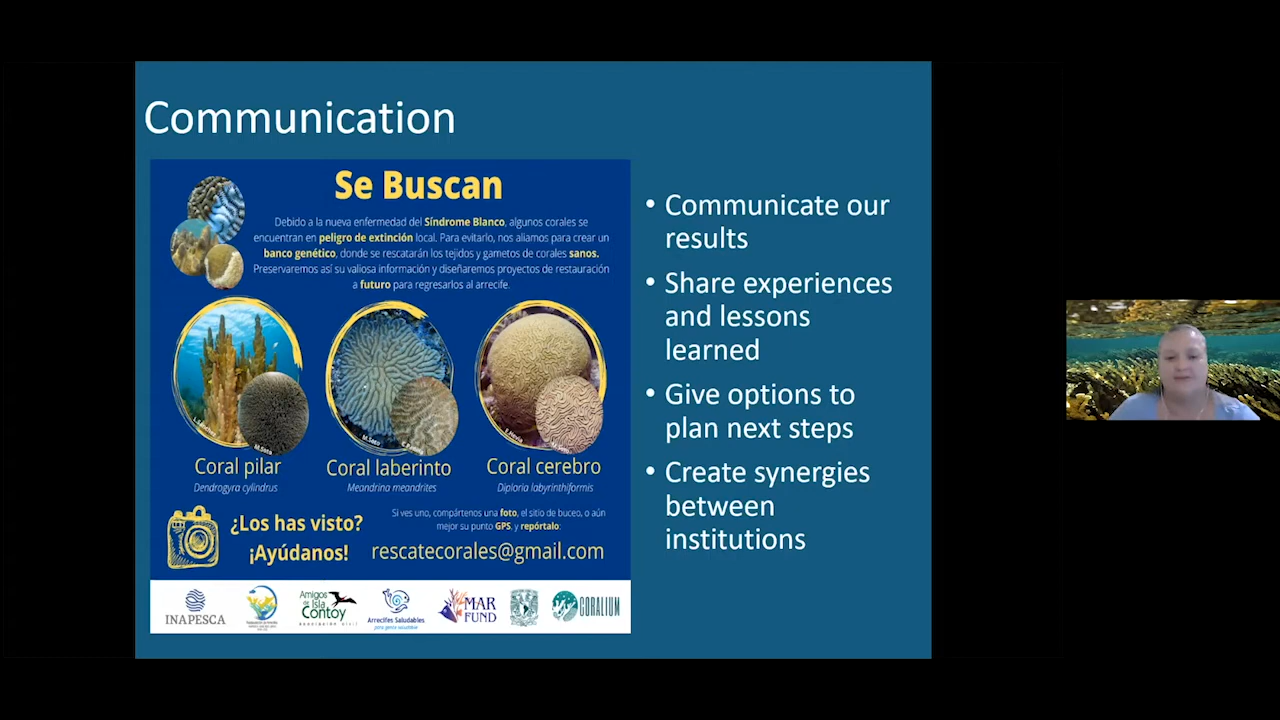 Communication
Se Buscan
Debido a la nueva enfermedad del Síndrome Blanco, algunos corales se
encuentran en peligro de extinción local. Para evitarlo, nos aliamos para crear un
banco genético, donde se rescatarán los tejidos y gametos de corales sanos.
Preservaremos así su valiosa información y diseñaremos proyectos de restauración
a futuro para regresarlos al arrecife.
Coral pilar
Dendrogyra cylindrus
Coral laberinto
Meandrina meandrites
Coral cerebro
Diploria labyrinthiformis
¿Los has visto?
¡Ayúdanos!
Si ves uno, compártenos una foto, el sitio de buceo, o aún
mejor su punto GPS, y repórtalo:
rescatecorales@gmail.com
INAPESCA
Amigos
de Isla
Contoy
Arrecifes Saludables
para gente saludable
MAR
FUND
CORALIUM
• Communicate our
results
• Share experiences
and lessons
learned
• Give options to
plan next steps
• Create synergies
between
institutions